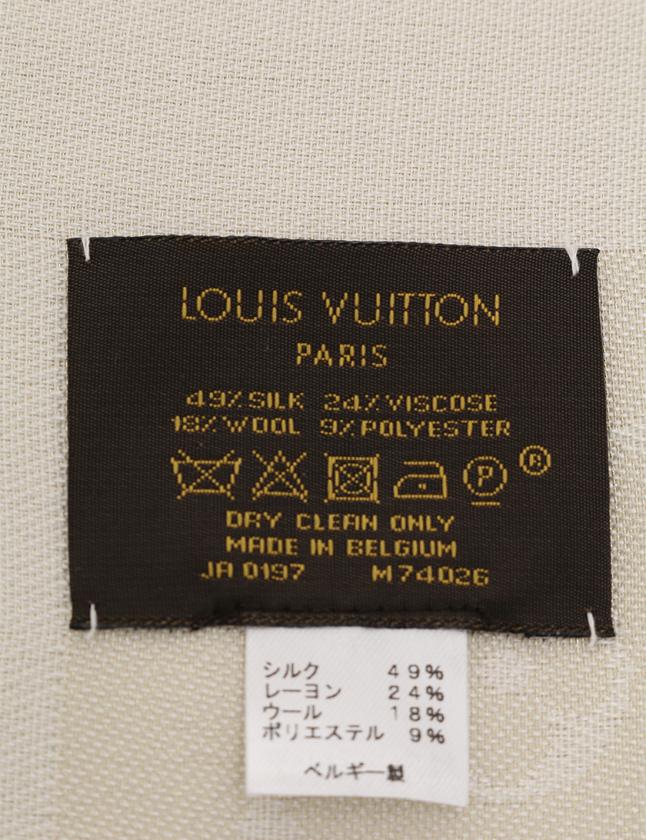 LOUIS VUITTON
PARIS
49% SILK 24% VISCOSE
18% WOOL 9% POLYESTER
P ®
DRY CLEAN ONLY
MADE IN BELGIUM
JA 0197 M74026
シルク 49%
レーヨン 24%
ウール 18%
ポリエステル 9%
ベルギー製